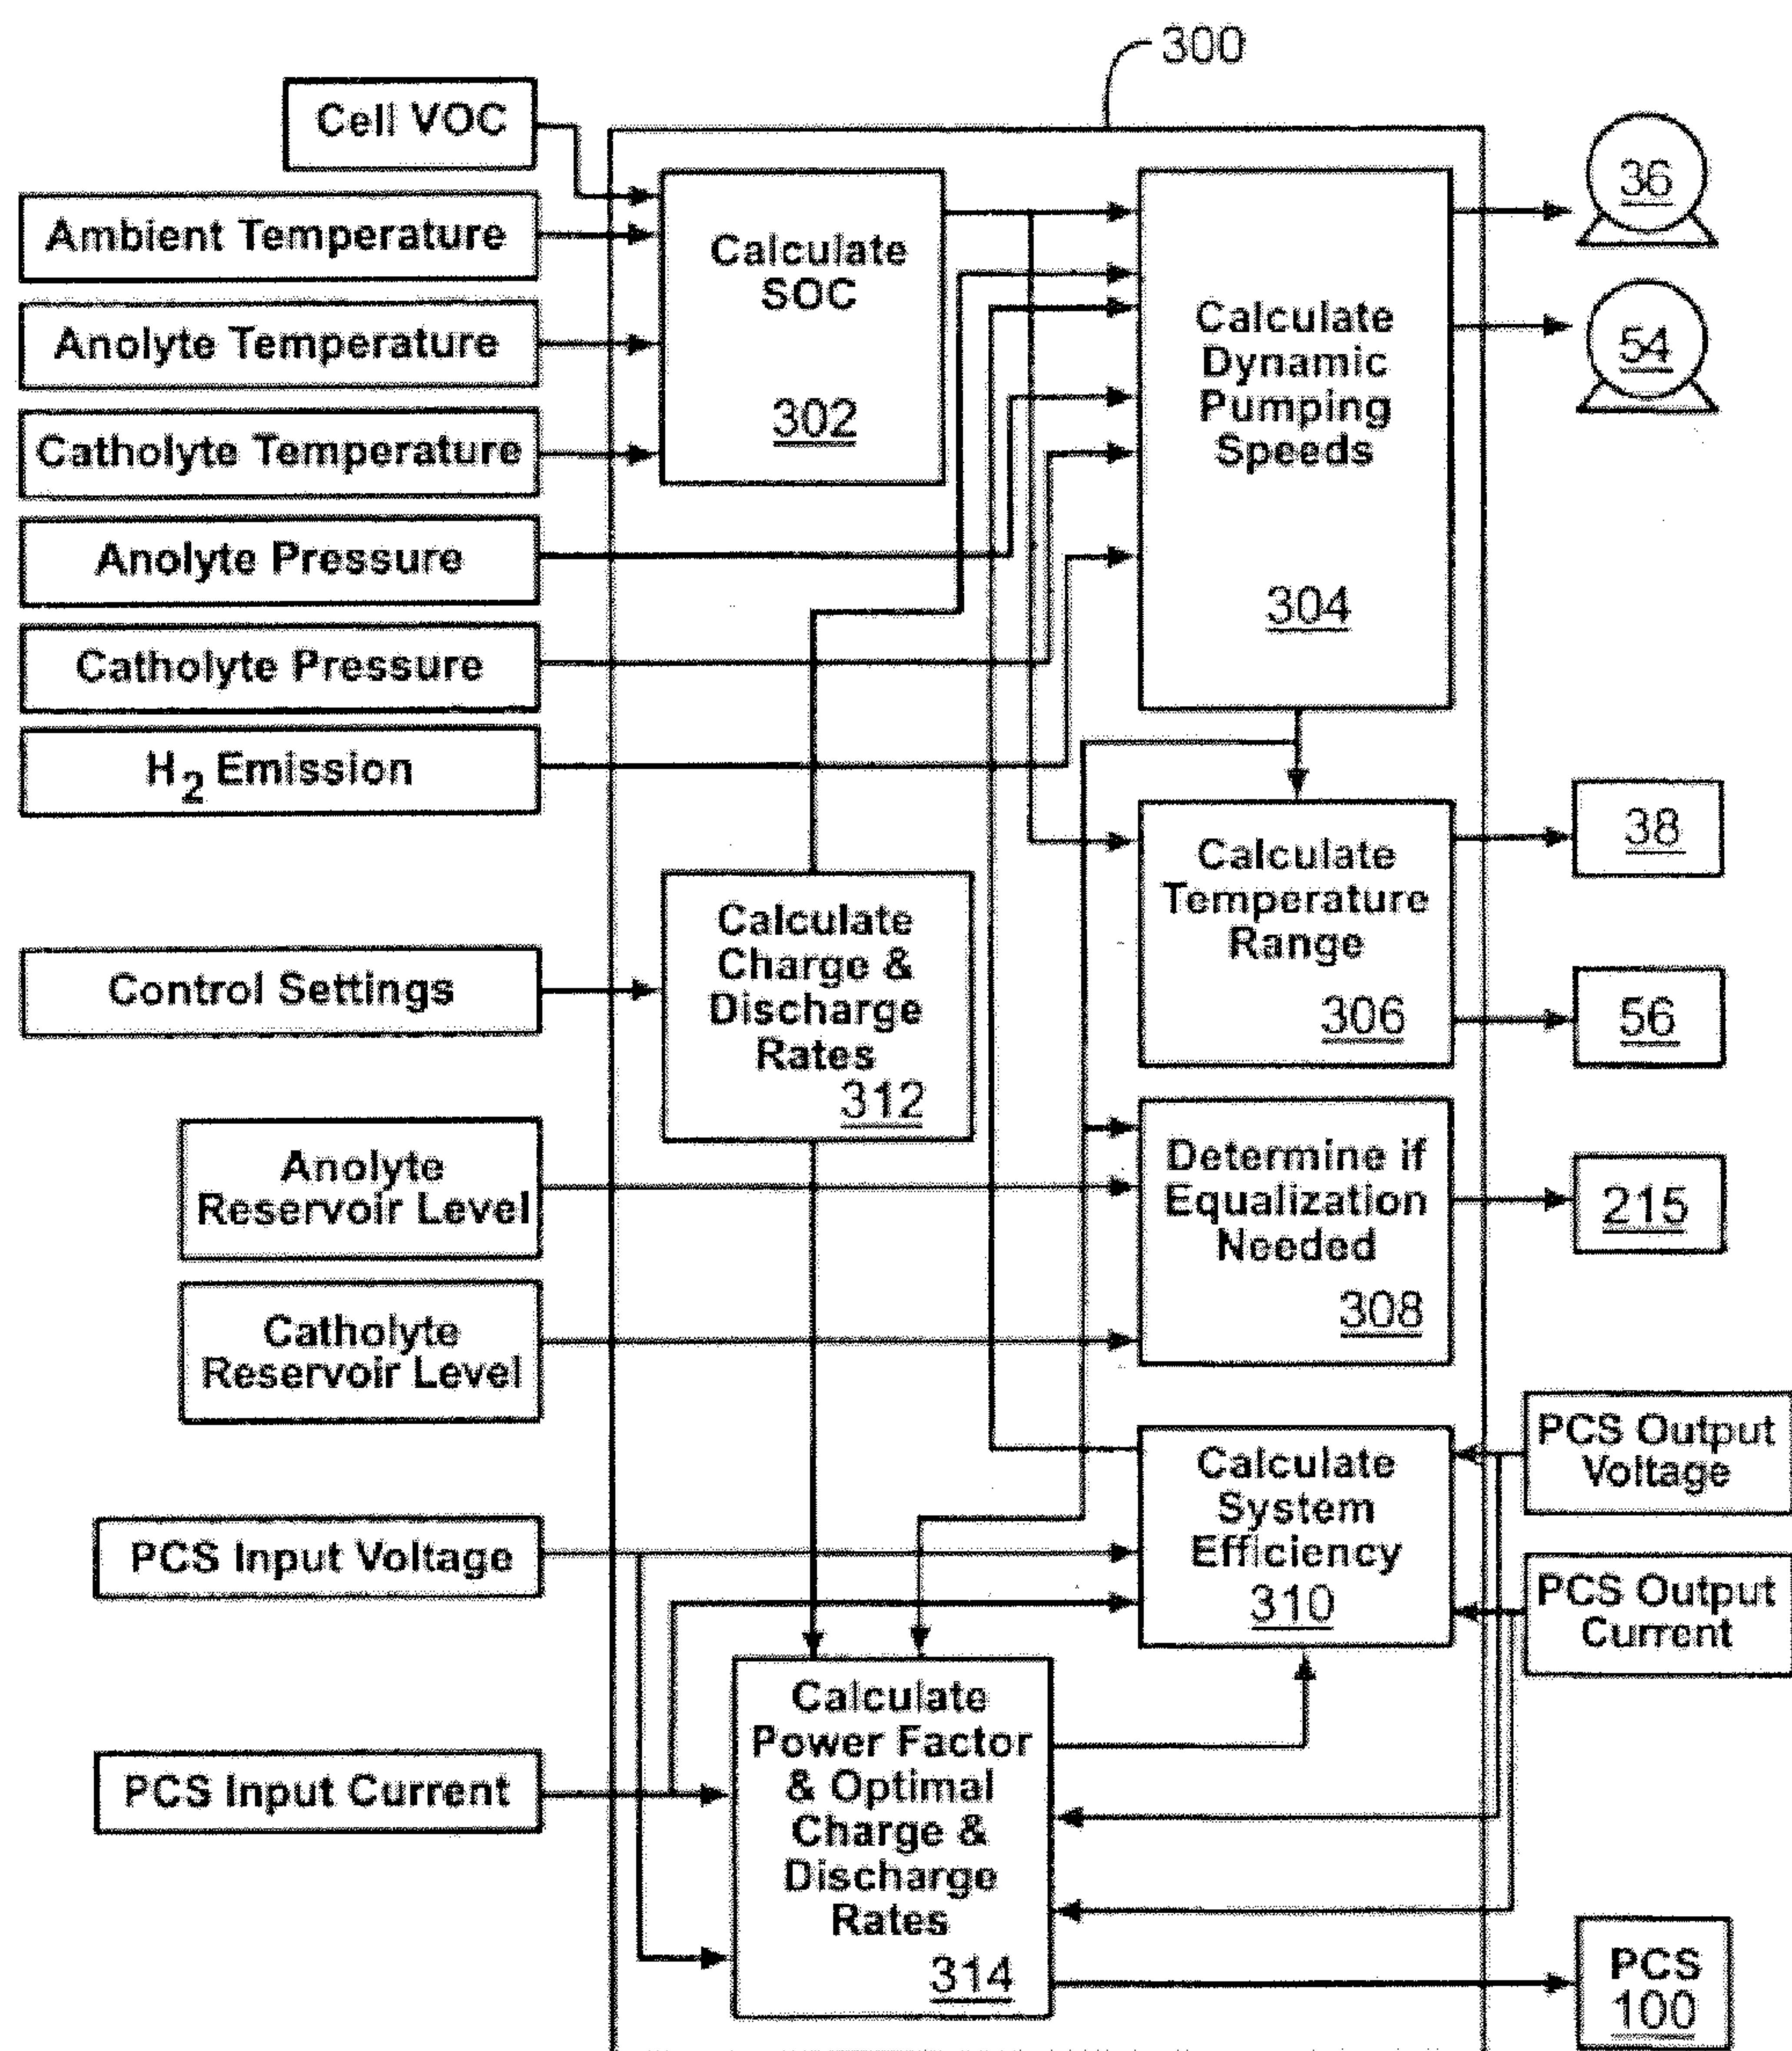 300
Cell VOC
Ambient Temperature
Anolyte Temperature
Catholyte Temperature
Anolyte Pressure
Catholyte Pressure
H2 Emission
Control Settings
Anolyte
Reservoir Level
Catholyte
Reservoir Level
PCS Input Voltage
PCS Input Current
Calculate
SOC
302
Calculate
Charge &
Discharge
Rates
312
Calculate
Power Factor
& Optimal
Charge &
Discharge
Rates
314
Calculate
Dynamic
Pumping
Speeds
304
Calculate
Temperature
Range
306
Determine if
Equalization
Needed
308
Calculate
System
Efficiency
310
36
54
38
56
215
PCS Output
Voltage
PCS Output
Current
PCS
100